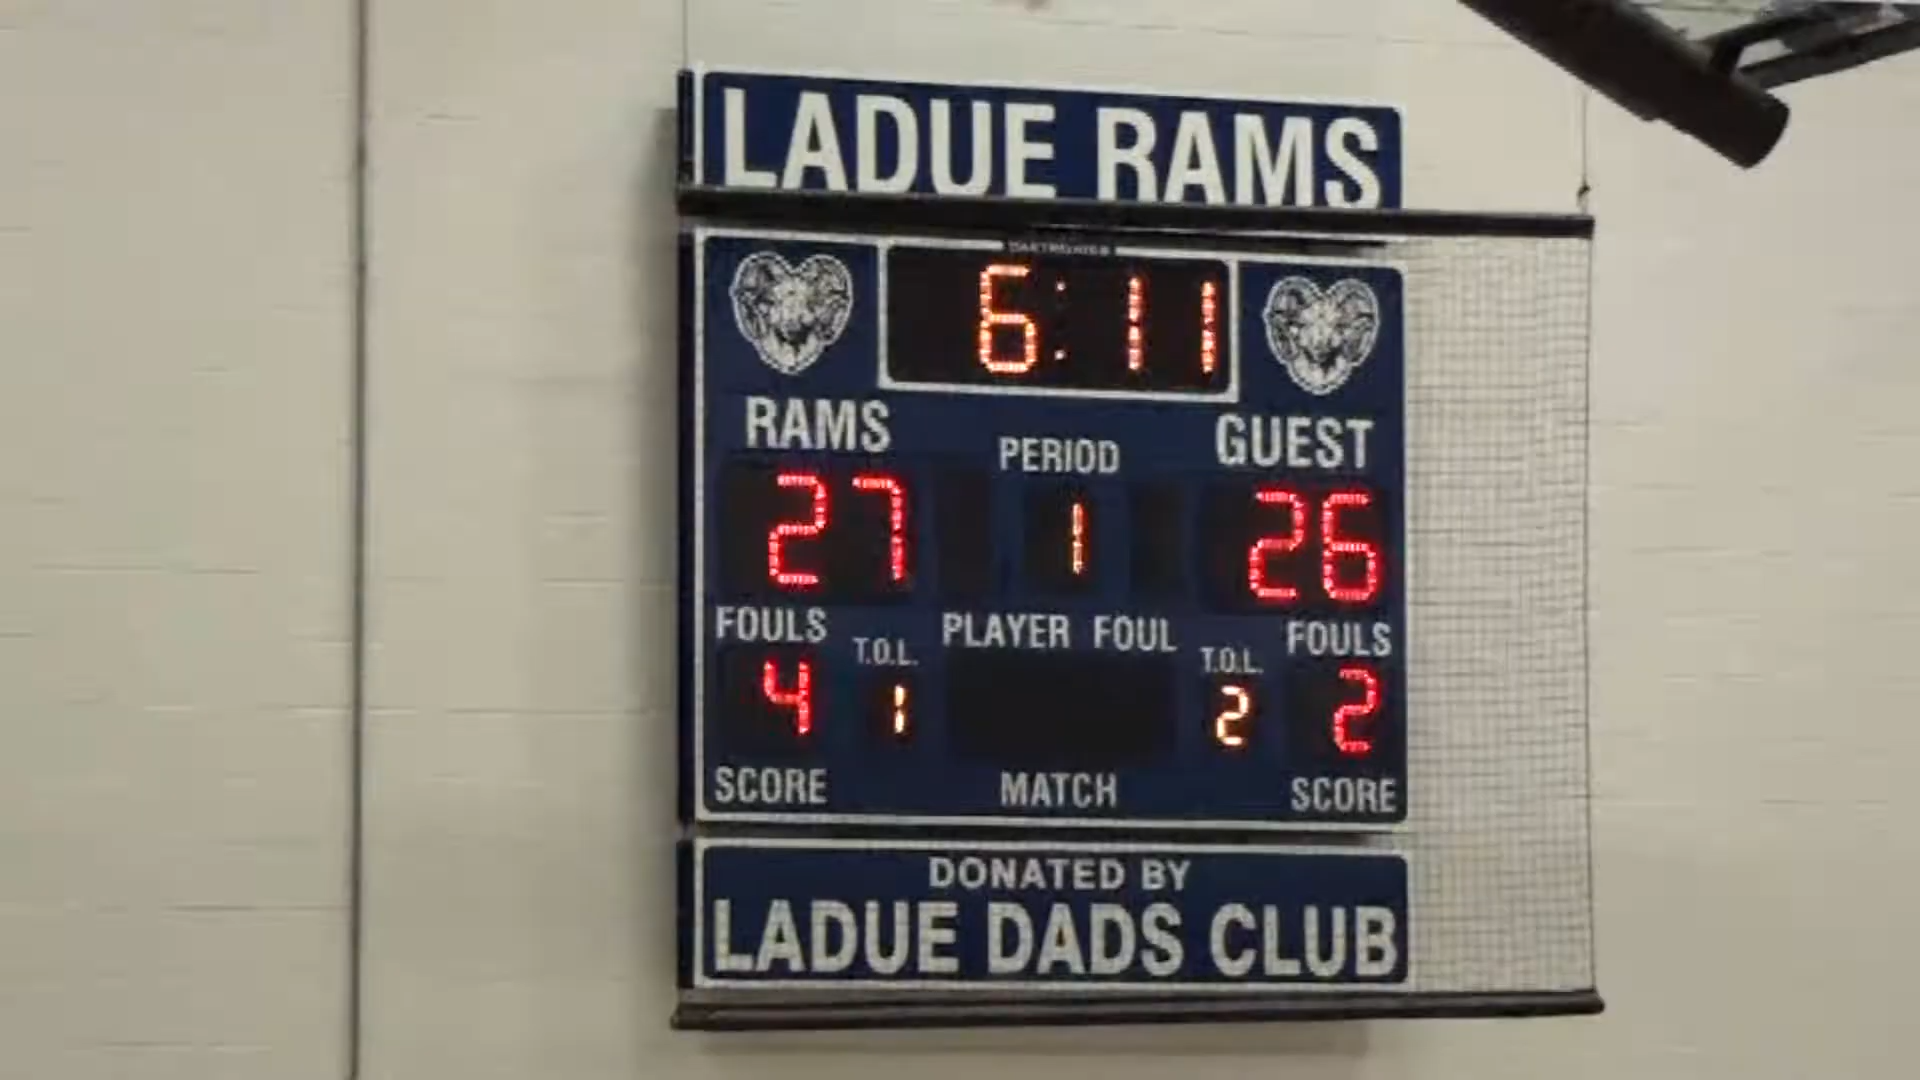 LADUE RAMS
DAKTRONICS
6:11
RAMS
PERIOD
GUEST
27
1
26
FOULS
T.O.L.
PLAYER FOUL
T.O.L.
FOULS
4
1
2
2
SCORE
MATCH
SCORE
DONATED BY
LADUE DADS CLUB